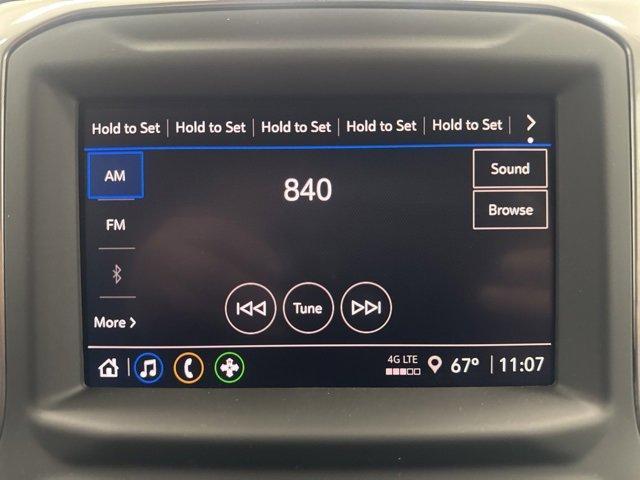 Hold to Set Hold to Set Hold to Set Hold to Set Hold to Set
AM
840
Sound
FM
Browse
Tune
More
4G LTE
67° 11:07